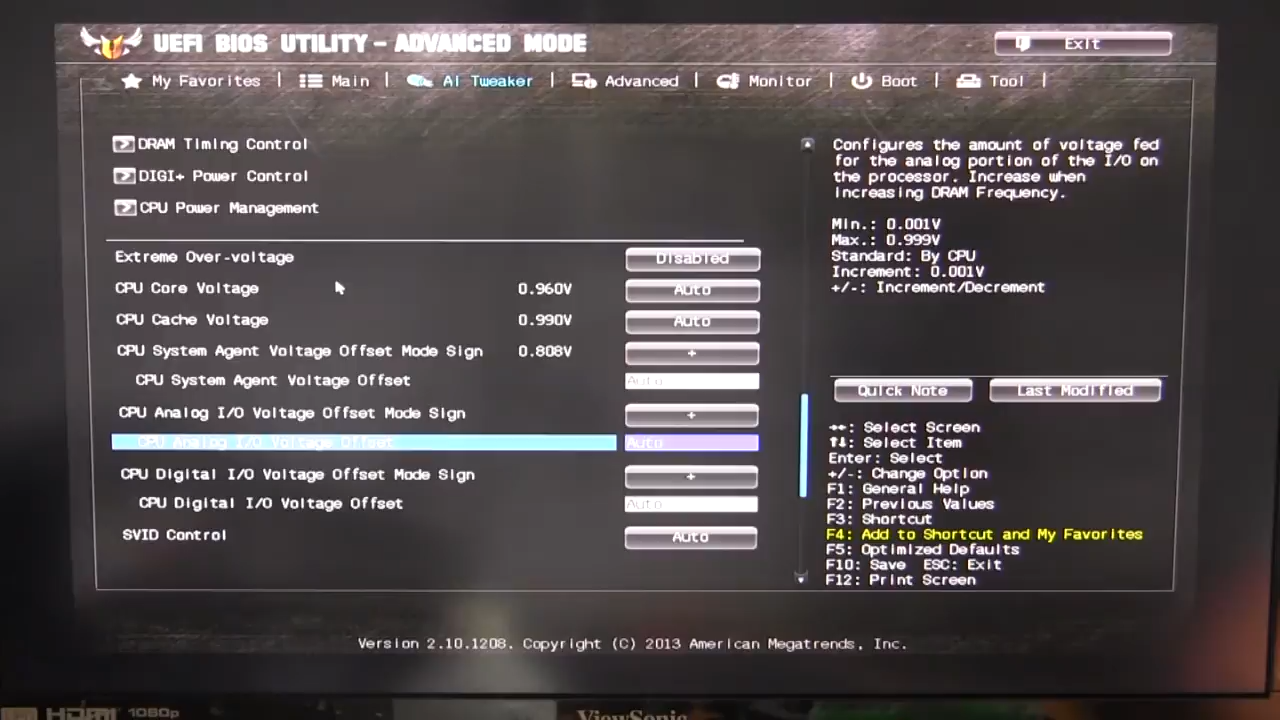 UEFI BIOS UTILITY - ADVANCED MODE
Exit
My Favorites | Main | Ai Tweaker | Advanced | Monitor | Boot | Tool |
DRAM Timing Control
DIGI+ Power Control
CPU Power Management
Extreme Over-voltage Disabled
CPU Core Voltage 0.960V Auto
CPU Cache Voltage 0.990V Auto
CPU System Agent Voltage Offset Mode Sign 0.808V +
CPU System Agent Voltage Offset Auto
CPU Analog I/O Voltage Offset Mode Sign +
CPU Analog I/O Voltage Offset Auto
CPU Digital I/O Voltage Offset Mode Sign +
CPU Digital I/O Voltage Offset Auto
SVID Control Auto
Configures the amount of voltage fed
for the analog portion of the I/O on
the processor. Increase when
increasing DRAM Frequency.
Min.: 0.001V
Max.: 0.999V
Standard: By CPU
Increment: 0.001V
+/-: Increment/Decrement
Quick Note
Last Modified
→←: Select Screen
↑↓: Select Item
Enter: Select
+/-: Change Option
F1: General Help
F2: Previous Values
F3: Shortcut
F4: Add to Shortcut and My Favorites
F5: Optimized Defaults
F10: Save ESC: Exit
F12: Print Screen
Version 2.10.1208. Copyright (C) 2013 American Megatrends, Inc.
HDMI 1080p
ViewSonic